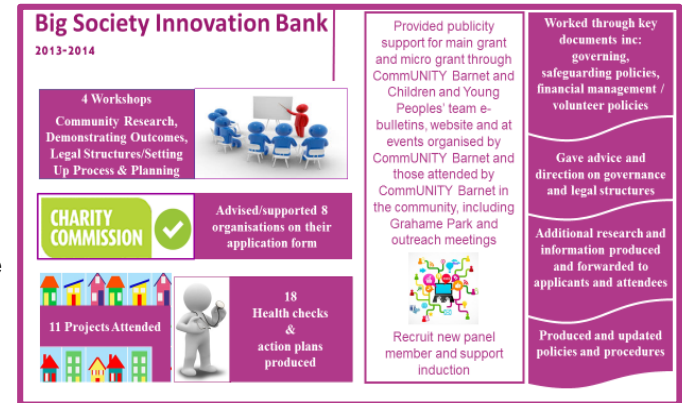 Big Society Innovation Bank
2013-2014
4 Workshops
Community Research,
Demonstrating Outcomes,
Legal Structures/Setting
Up Process & Planning
CHARITY
COMMISSION
Advised/supported 8
organisations on their
application form
11 Projects Attended
18
Health checks
&
action plans
produced
Provided publicity
support for main grant
and micro grant through
CommUNITY Barnet and
Children and Young
Peoples' team e-
bulletins, website and at
events organised by
CommUNITY Barnet and
those attended by
CommUNITY Barnet in
the community, including
Grahame Park and
outreach meetings
Recruit new panel
member and support
induction
Worked through key
documents inc:
governing,
safeguarding policies,
financial management /
volunteer policies
Gave advice and
direction on governance
and legal structures
Additional research and
information produced
and forwarded to
applicants and attendees
Produced and updated
policies and procedures